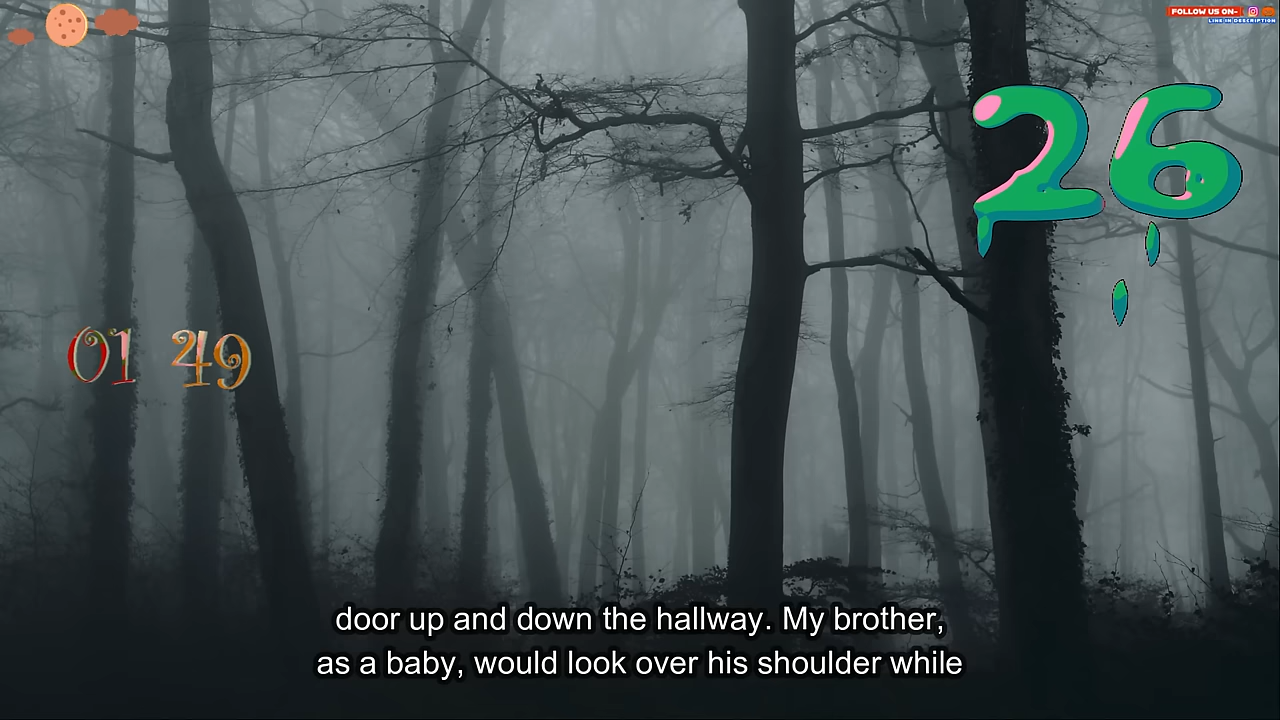 FOLLOW US ON-
LINK IN DESCRIPTION
26
01 49
door up and down the hallway. My brother,
as a baby, would look over his shoulder while